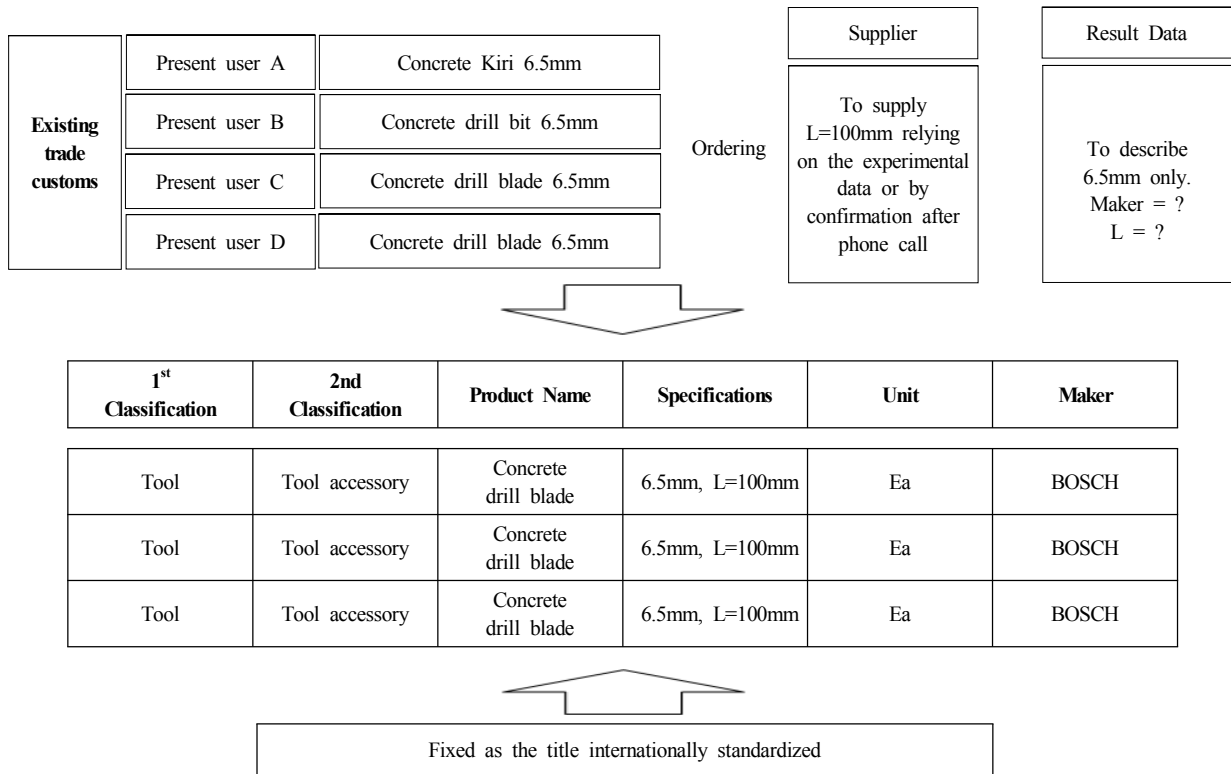 Existing
trade
customs
Present user A
Concrete Kiri 6.5mm
Present user B
Concrete drill bit 6.5mm
Present user C
Concrete drill blade 6.5mm
Present user D
Concrete drill blade 6.5mm
Ordering
Supplier
To supply
L=100mm relying
on the experimental
data or by
confirmation after
phone call
Result Data
To describe
6.5mm only.
Maker = ?
L = ?
1st
Classification
2nd
Classification
Product Name
Specifications
Unit
Maker
Tool
Tool accessory
Concrete
drill blade
6.5mm, L=100mm
Ea
BOSCH
Tool
Tool accessory
Concrete
drill blade
6.5mm, L=100mm
Ea
BOSCH
Tool
Tool accessory
Concrete
drill blade
6.5mm, L=100mm
Ea
BOSCH
Fixed as the title internationally standardized